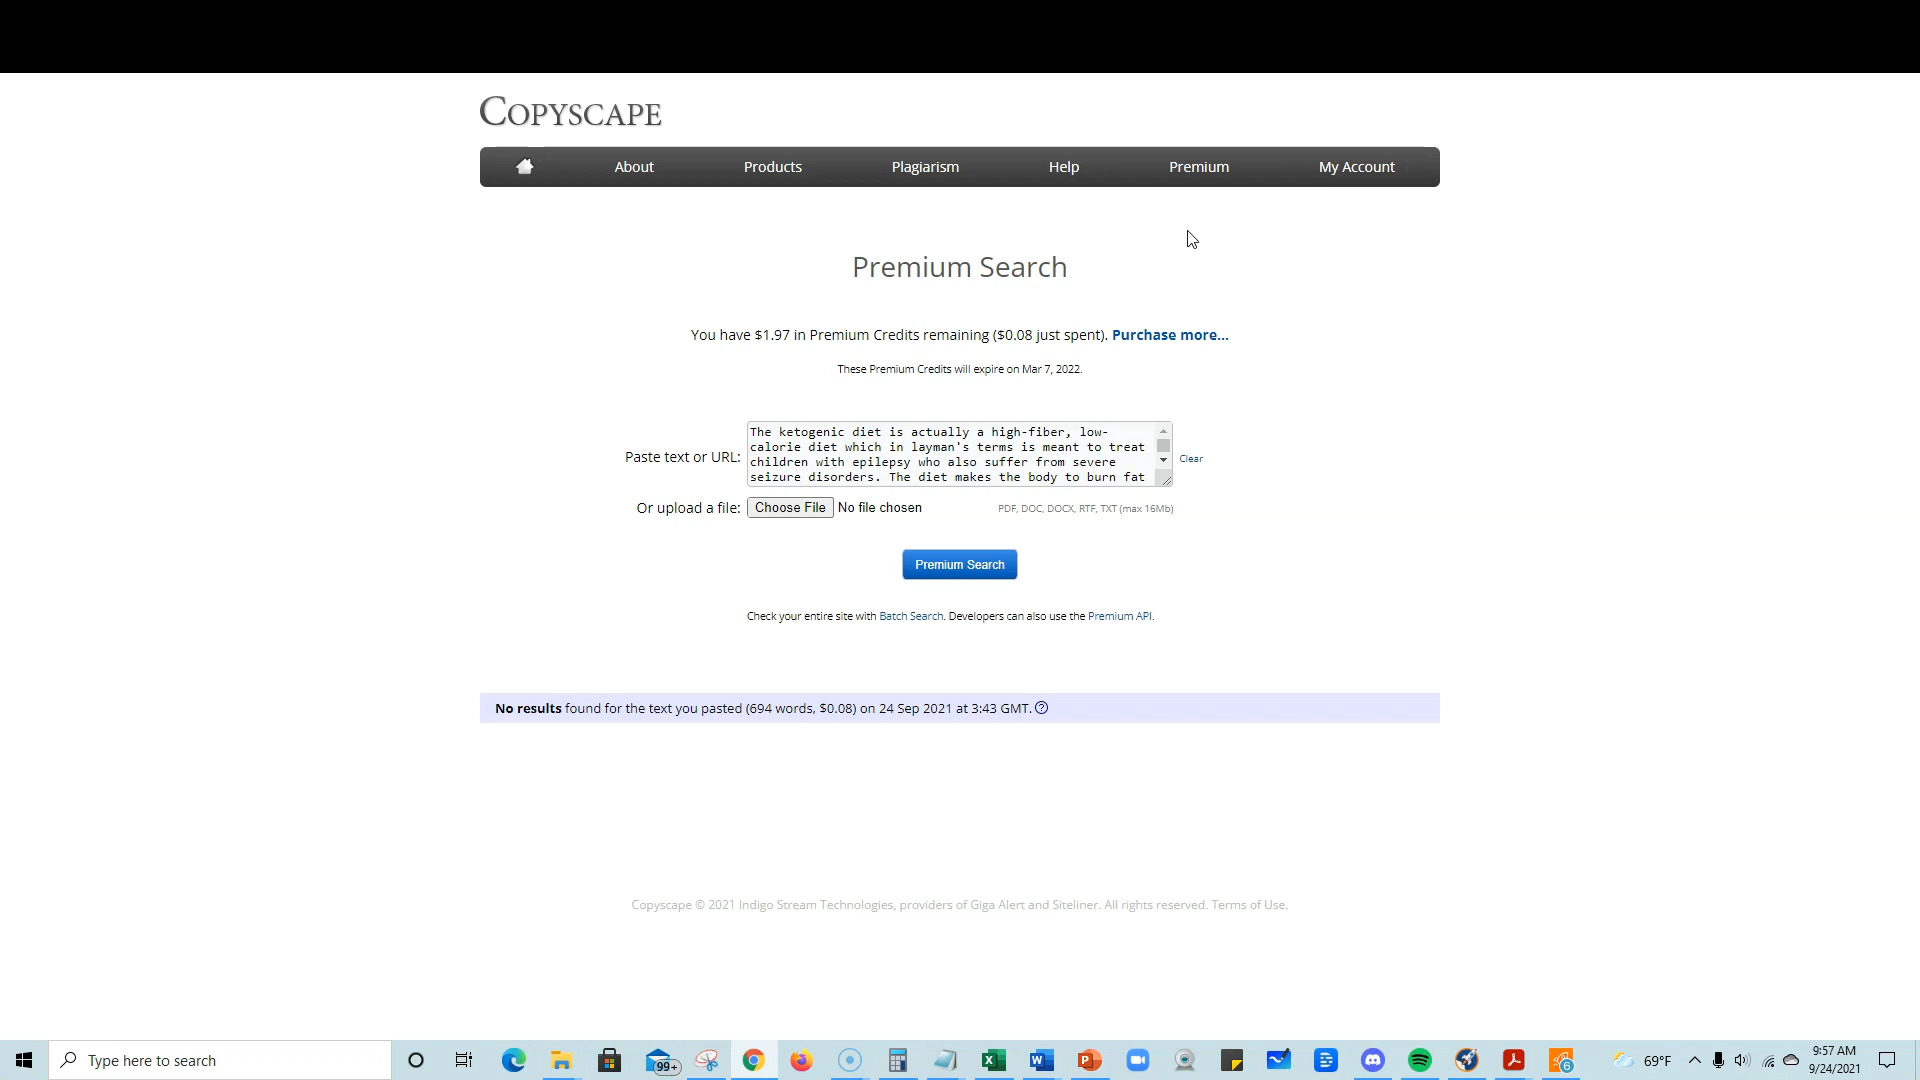 COPYSCAPE
About Products Plagiarism Help Premium My Account
Premium Search
You have $1.97 in Premium Credits remaining ($0.08 just spent). Purchase more...
These Premium Credits will expire on Mar 7, 2022.
Paste text or URL:
The ketogenic diet is actually a high-fiber, low-
calorie diet which in layman's terms is meant to treat
children with epilepsy who also suffer from severe
seizure disorders. The diet makes the body to burn fat
Clear
Or upload a file: Choose File No file chosen PDF, DOC, DOCX, RTF, TXT (max 16Mb)
Premium Search
Check your entire site with Batch Search. Developers can also use the Premium API.
No results found for the text you pasted (694 words, $0.08) on 24 Sep 2021 at 3:43 GMT. ?
Copyscape © 2021 Indigo Stream Technologies, providers of Giga Alert and Siteliner. All rights reserved. Terms of Use.
Type here to search
99+
X
W
P
6
69°F
9:57 AM
9/24/2021